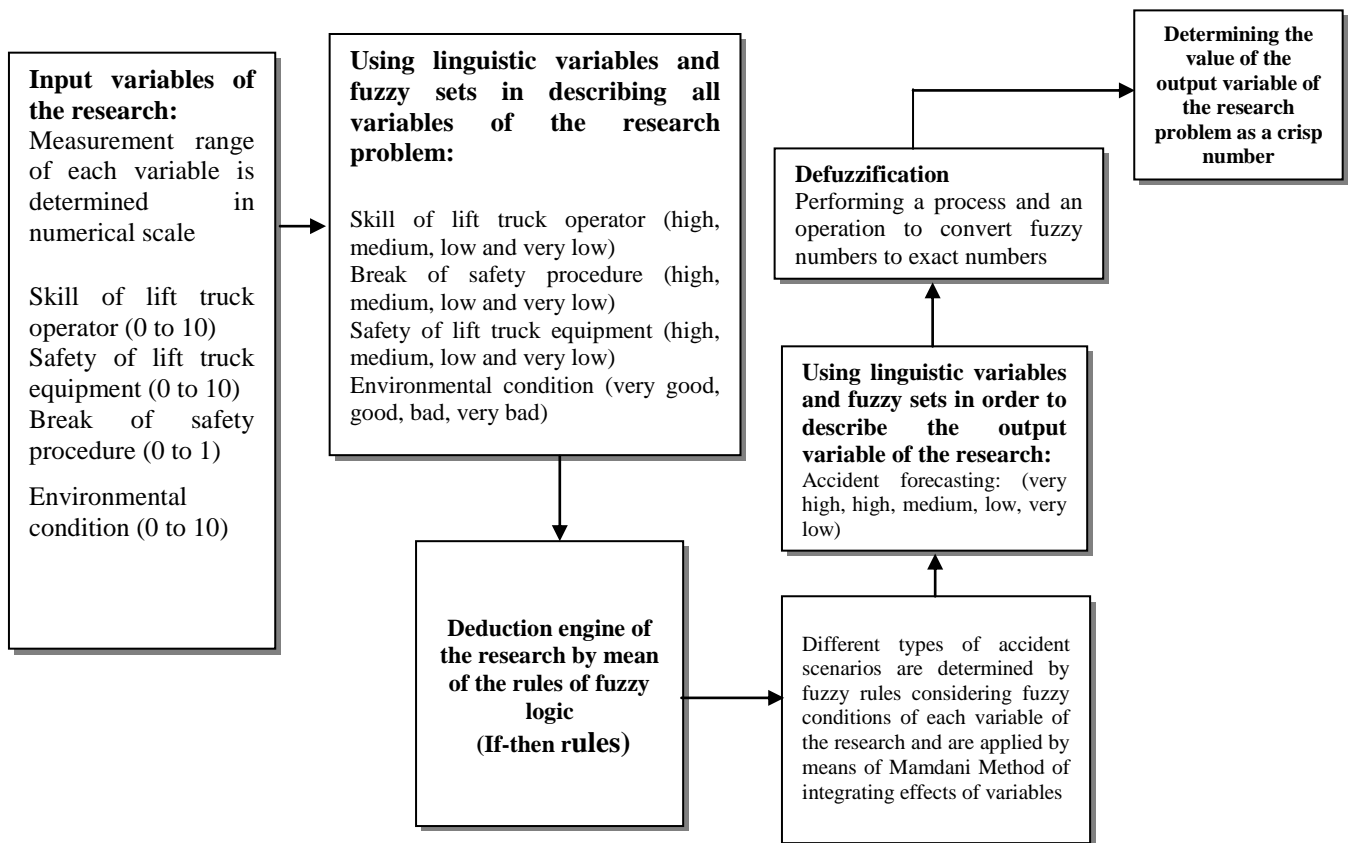 Input variables of
the research:
Measurement range
of each variable is
determined in
numerical scale
Skill of lift truck
operator (0 to 10)
Safety of lift truck
equipment (0 to 10)
Break of safety
procedure (0 to 1)
Environmental
condition (0 to 10)
Using linguistic variables and
fuzzy sets in describing all
variables of the research
problem:
Skill of lift truck operator (high,
medium, low and very low)
Break of safety procedure (high,
medium, low and very low)
Safety of lift truck equipment (high,
medium, low and very low)
Environmental condition (very good,
good, bad, very bad)
Deduction engine of
the research by mean
of the rules of fuzzy
logic
(If-then rules)
Different types of accident
scenarios are determined by
fuzzy rules considering fuzzy
conditions of each variable of
the research and are applied by
means of Mamdani Method of
integrating effects of variables
Using linguistic variables
and fuzzy sets in order to
describe the output
variable of the research:
Accident forecasting: (very
high, high, medium, low, very
low)
Defuzzification
Performing a process and an
operation to convert fuzzy
numbers to exact numbers
Determining the
value of the
output variable of
the research
problem as a crisp
number